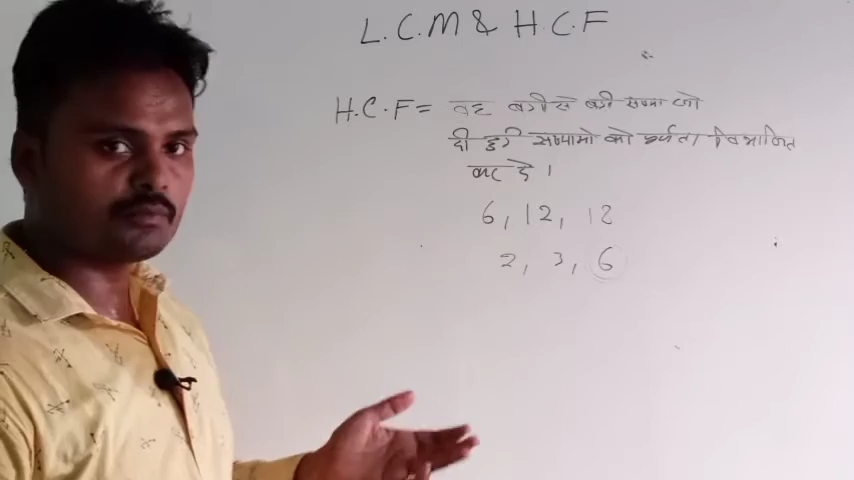 L.C.M & H.C.F
H.C.F = वह बडी से बडी संख्या जो
दी हुई संख्याओ को पूर्णता विभाजित
कर दे।
6, 12, 18
2, 3, 6